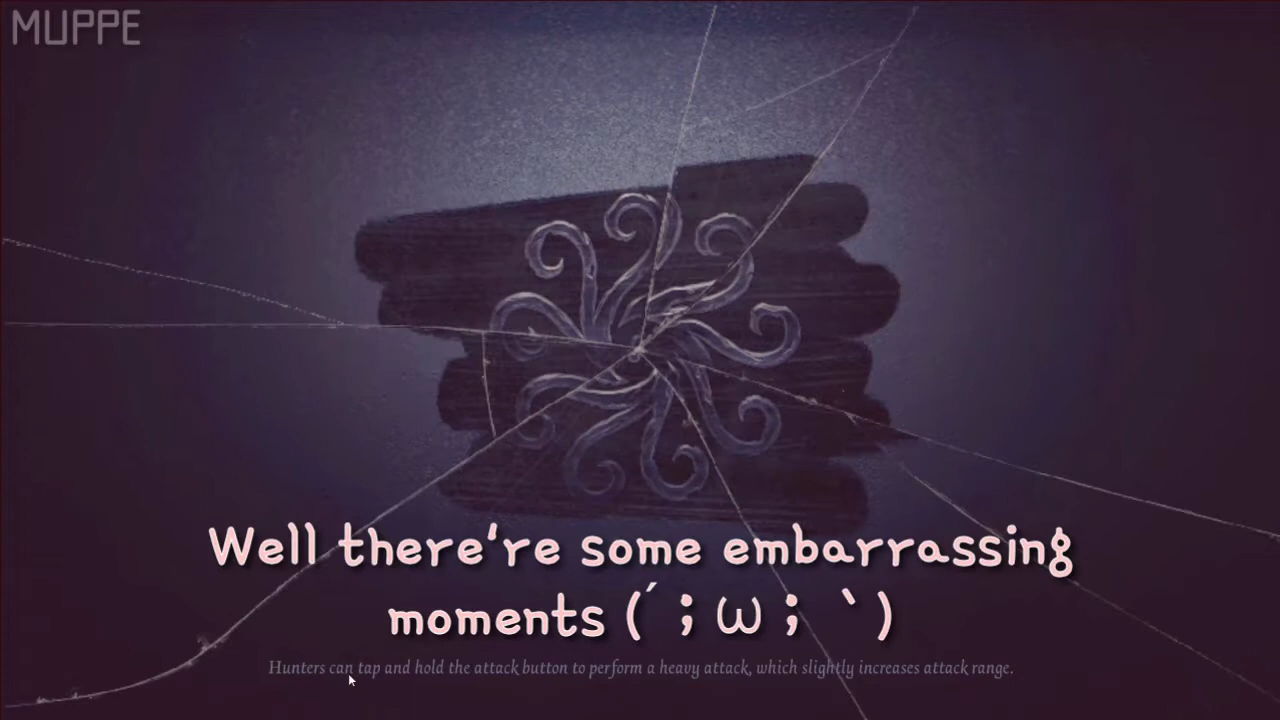 MUPPE
Well there're some embarrassing
moments (´；ω；｀)
Hunters can tap and hold the attack button to perform a heavy attack, which slightly increases attack range.